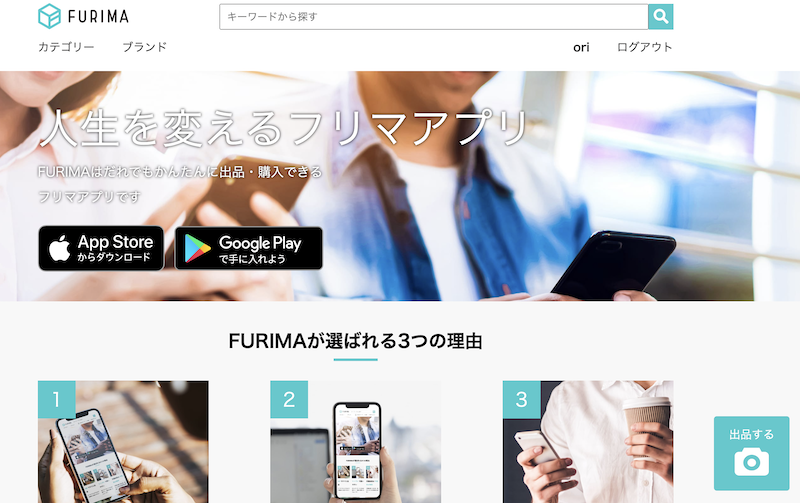 FURIMA
キーワードから探す
カテゴリー ブランド
ori ログアウト
人生を変えるフリマアプリ
FURIMAはだれでもかんたんに出品・購入できる
フリマアプリです
App Store
からダウンロード
Google Play
で手に入れよう
FURIMAが選ばれる3つの理由
1
2
3
出品する